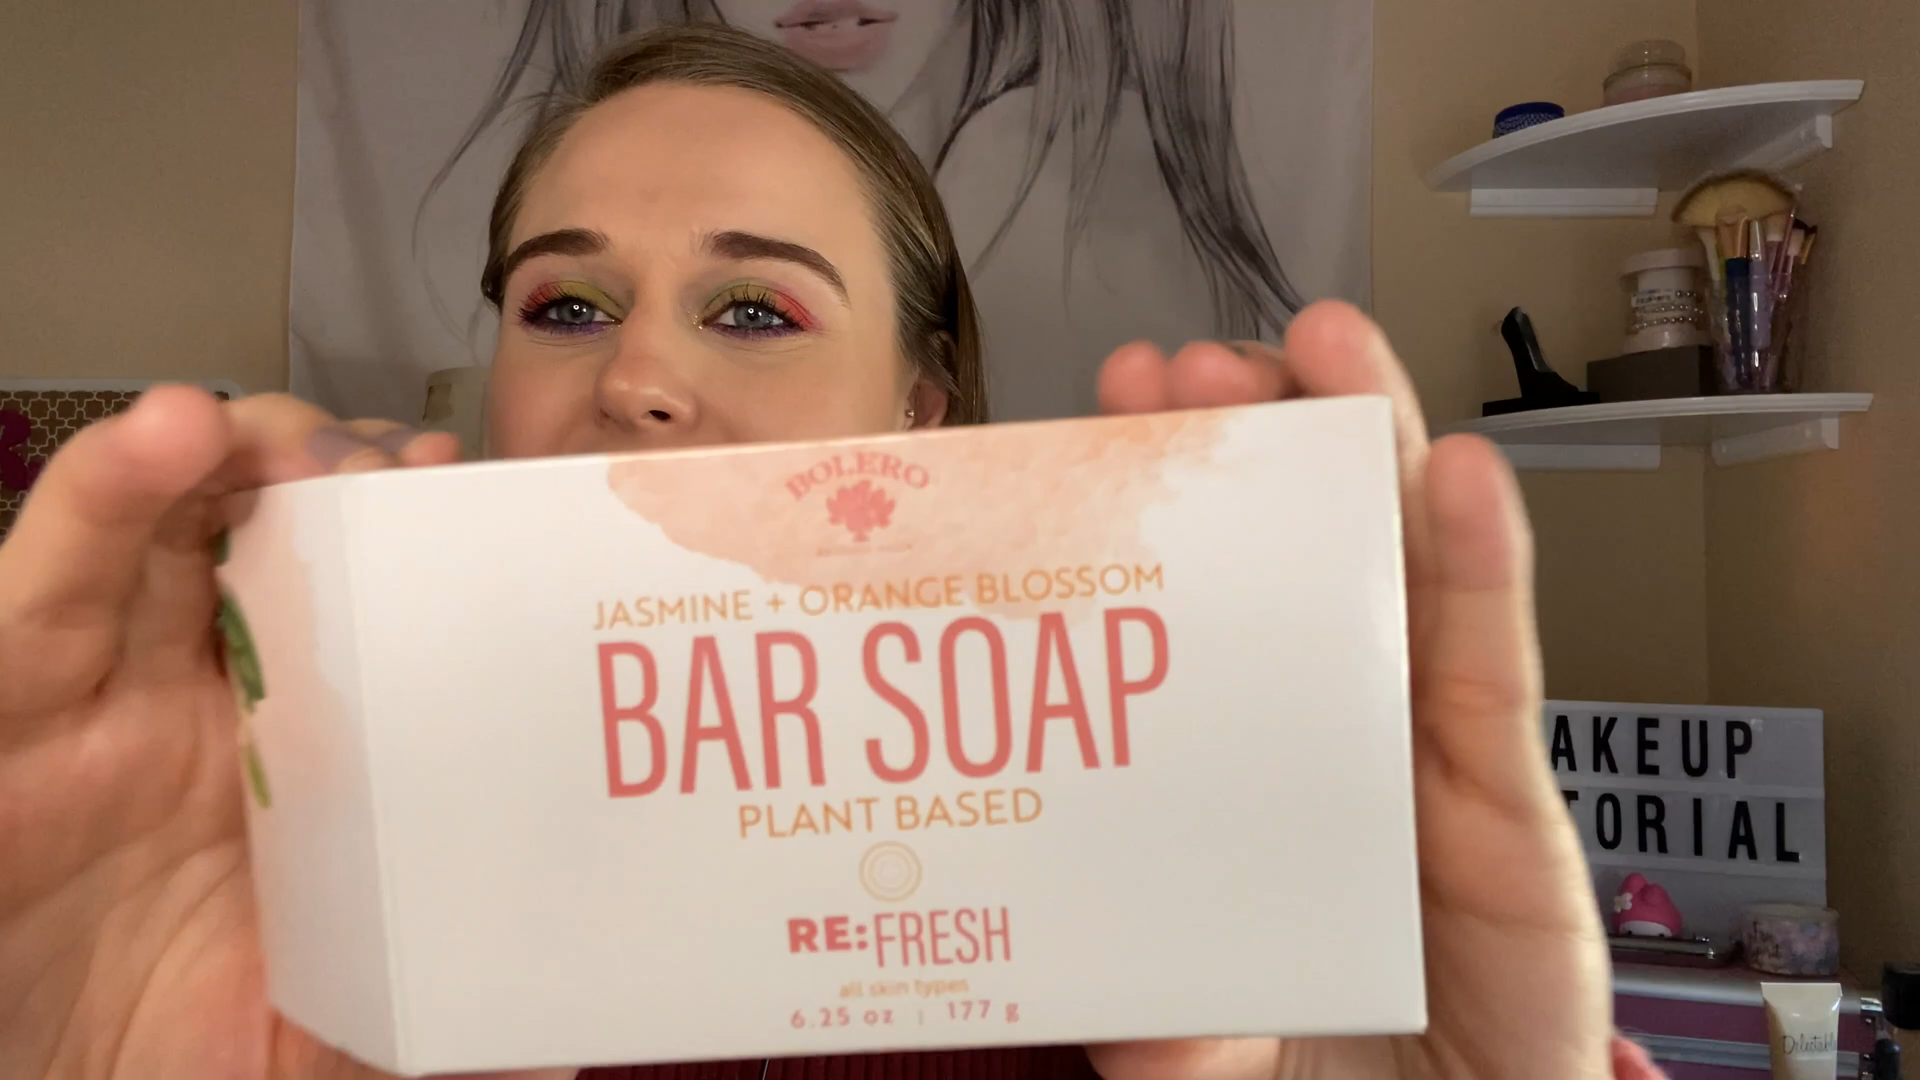 BOLERO
JASMINE + ORANGE BLOSSOM
BAR SOAP
PLANT BASED
RE:FRESH
all skin types
6.25 oz | 177 g
AKEUP
TORIAL
Delectable